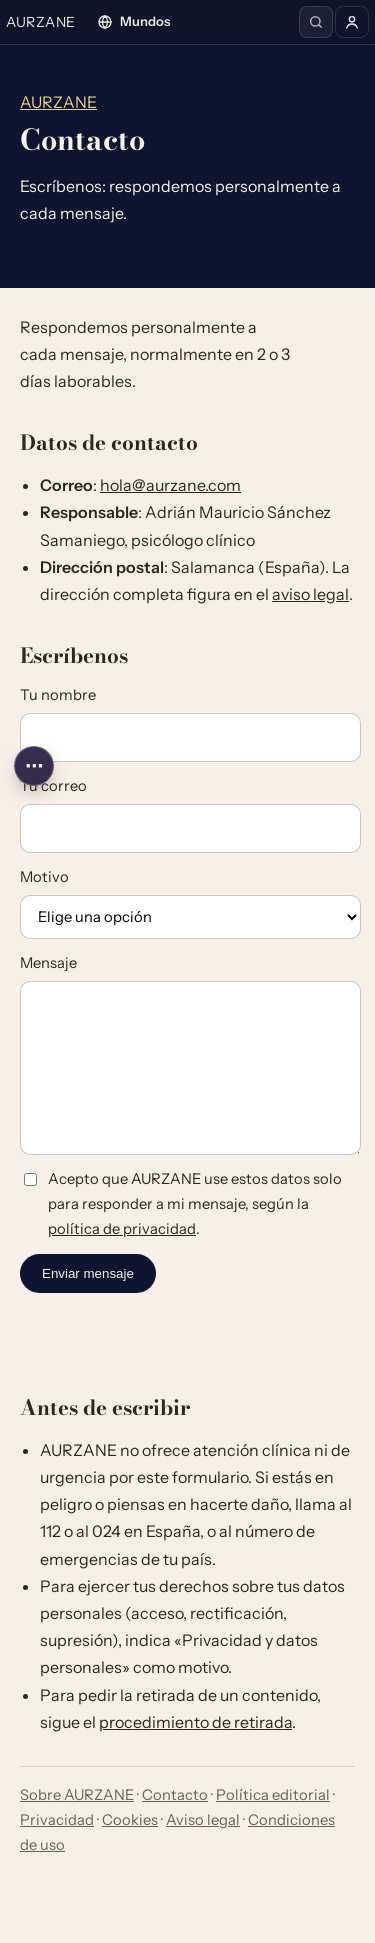 AURZANE Mundos
AURZANE
Contacto
Escríbenos: respondemos personalmente a
cada mensaje.
Respondemos personalmente a
cada mensaje, normalmente en 2 o 3
días laborables.
Datos de contacto
• Correo: hola@aurzane.com
• Responsable: Adrián Mauricio Sánchez
Samaniego, psicólogo clínico
• Dirección postal: Salamanca (España). La
dirección completa figura en el aviso legal.
Escríbenos
Tu nombre
Tu correo
Motivo
Elige una opción
Mensaje
Acepto que AURZANE use estos datos solo
para responder a mi mensaje, según la
política de privacidad.
Enviar mensaje
Antes de escribir
• AURZANE no ofrece atención clínica ni de
urgencia por este formulario. Si estás en
peligro o piensas en hacerte daño, llama al
112 o al 024 en España, o al número de
emergencias de tu país.
• Para ejercer tus derechos sobre tus datos
personales (acceso, rectificación,
supresión), indica «Privacidad y datos
personales» como motivo.
• Para pedir la retirada de un contenido,
sigue el procedimiento de retirada.
Sobre AURZANE · Contacto · Política editorial ·
Privacidad · Cookies · Aviso legal · Condiciones
de uso